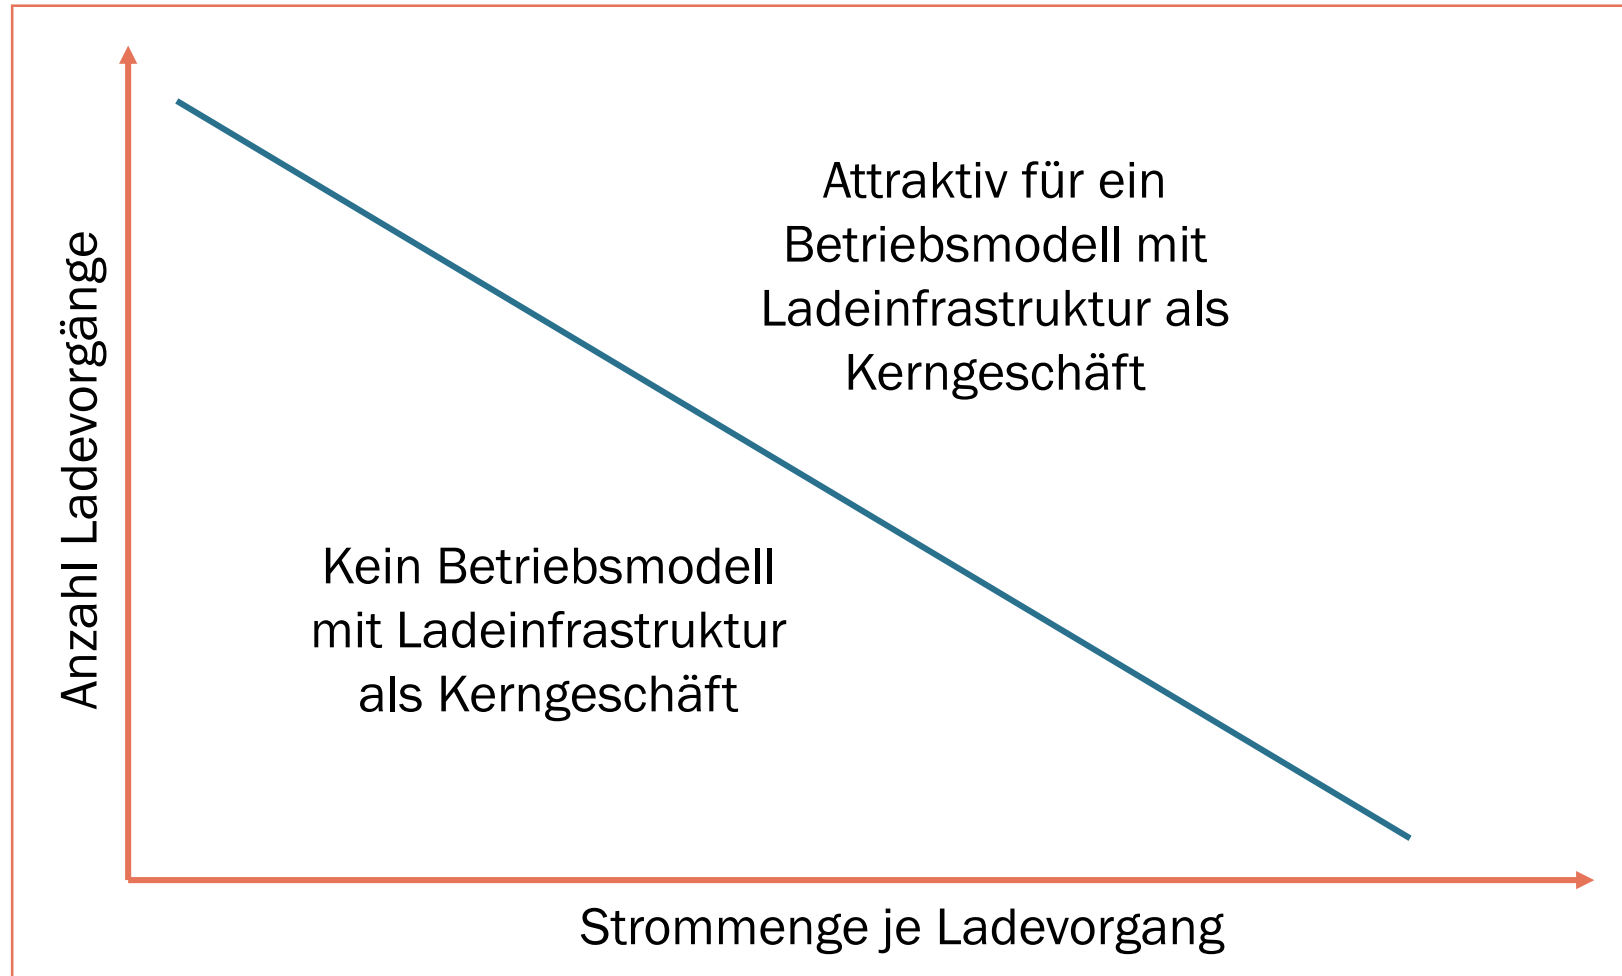 Anzahl Ladevorgänge
Attraktiv für ein
Betriebsmodell mit
Ladeinfrastruktur als
Kerngeschäft
Kein Betriebsmodell
mit Ladeinfrastruktur
als Kerngeschäft
Strommenge je Ladevorgang